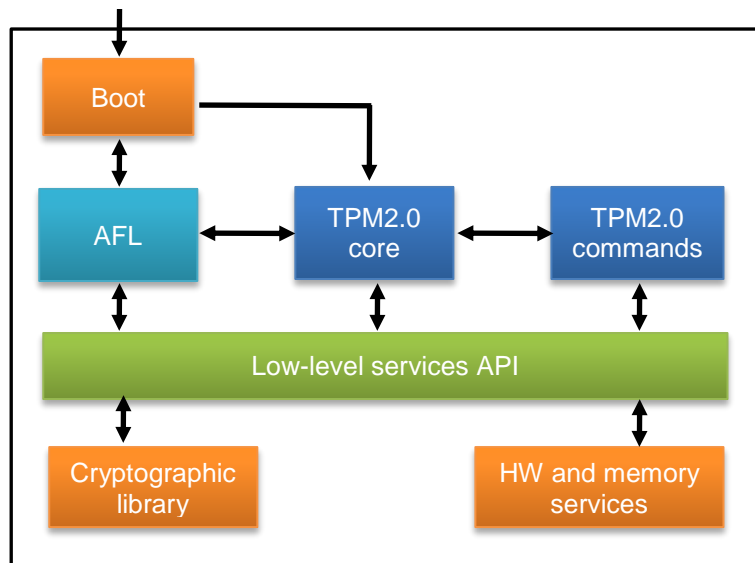 Boot
AFL
TPM2.0
core
TPM2.0
commands
Low-level services API
Cryptographic
library
HW and memory
services